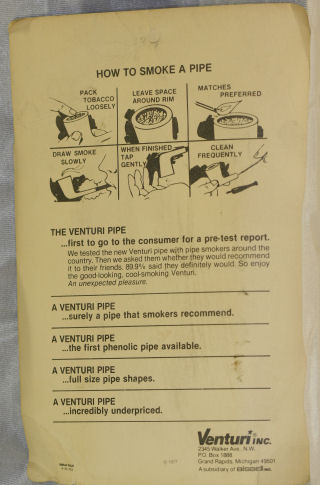 HOW TO SMOKE A PIPE
PACK
TOBACCO
LOOSELY
LEAVE SPACE
AROUND RIM
MATCHES
PREFERRED
DRAW SMOKE
SLOWLY
WHEN FINISHED
TAP
GENTLY
CLEAN
FREQUENTLY
THE VENTURI PIPE
...first to go to the consumer for a pre-test report.
We tested the new Venturi pipe with pipe smokers around the
country. Then we asked them whether they would recommend
it to their friends. 89.9% said they definitely would. So enjoy
the good-looking, cool-smoking Venturi.
An unexpected pleasure.
A VENTURI PIPE
...surely a pipe that smokers recommend.
A VENTURI PIPE
...the first phenolic pipe available.
A VENTURI PIPE
...full size pipe shapes.
A VENTURI PIPE
...incredibly underpriced.
Venturi INC.
2345 Walker Ave., N.W.
P.O. Box 1888
Grand Rapids, Michigan 49501
A subsidiary of